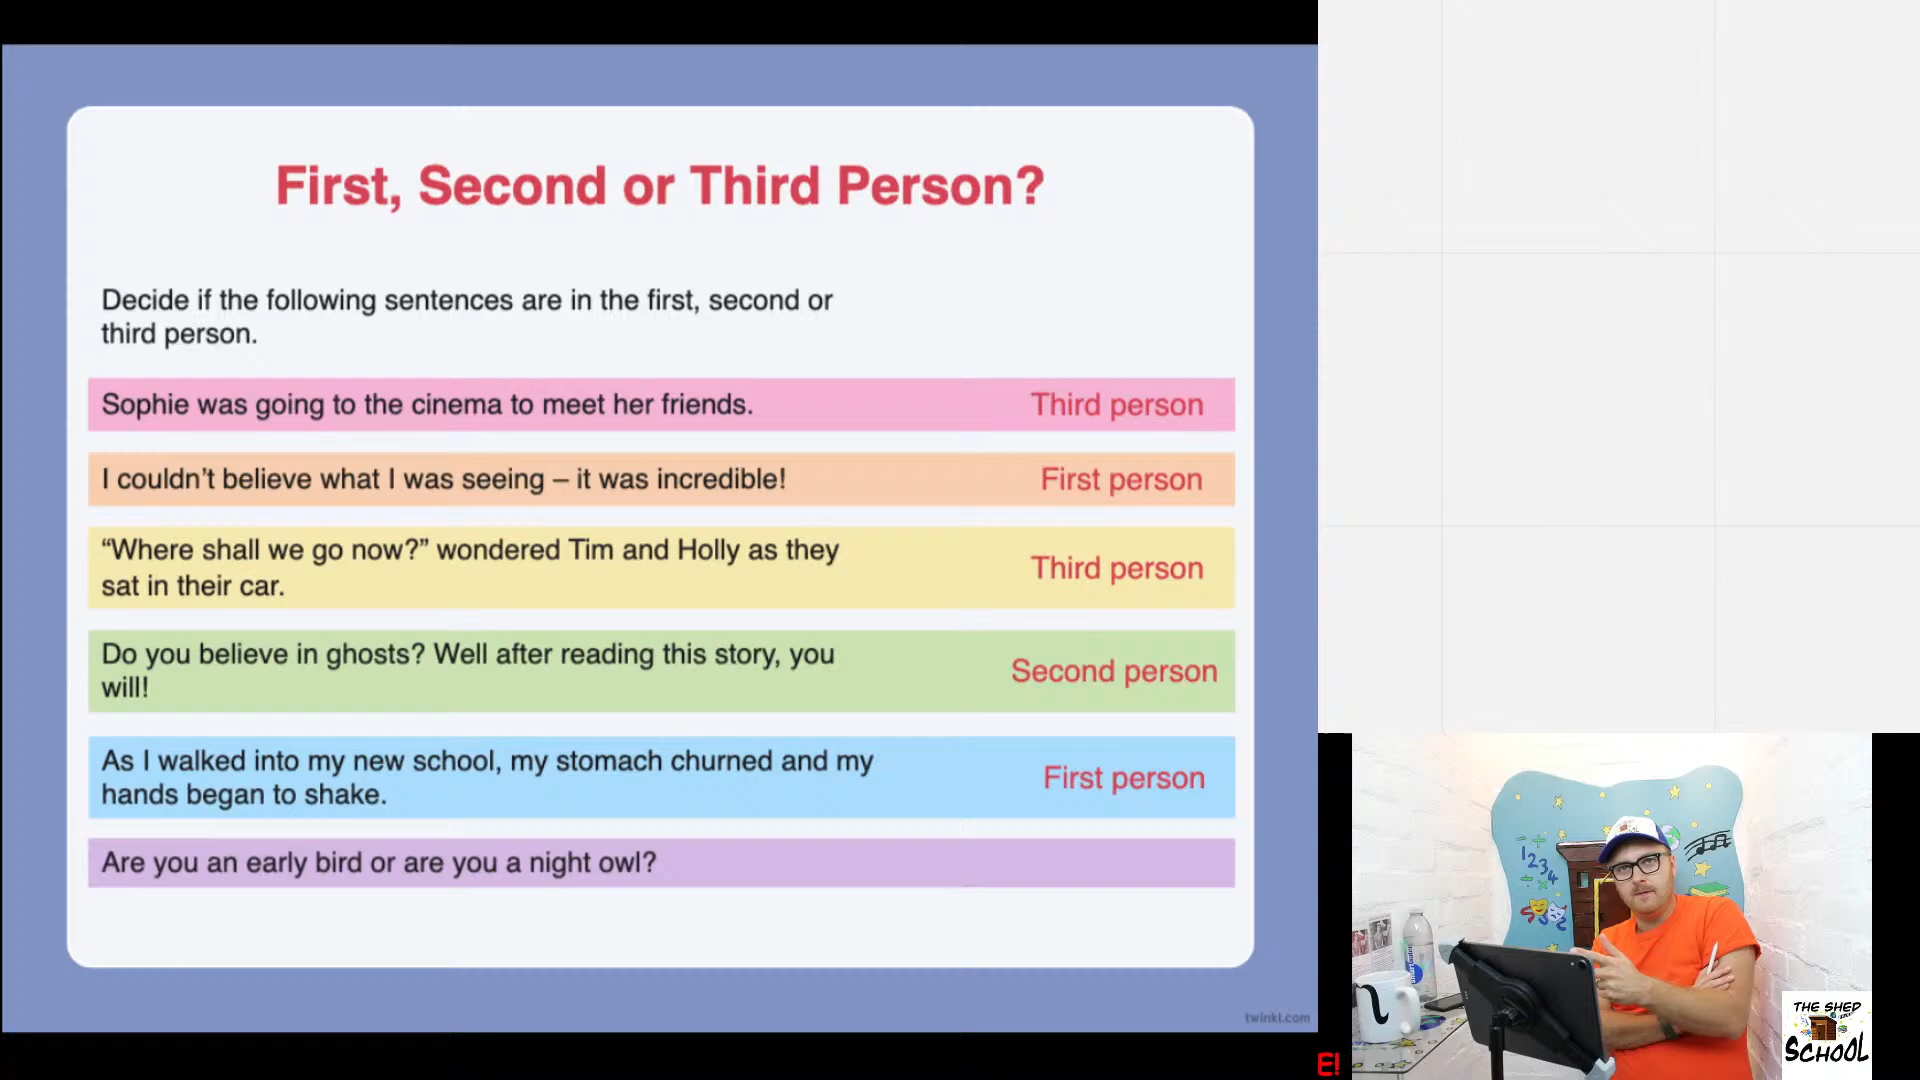 First, Second or Third Person?
Decide if the following sentences are in the first, second or
third person.
Sophie was going to the cinema to meet her friends.
Third person
I couldn’t believe what I was seeing – it was incredible!
First person
“Where shall we go now?” wondered Tim and Holly as they
sat in their car.
Third person
Do you believe in ghosts? Well after reading this story, you
will!
Second person
As I walked into my new school, my stomach churned and my
hands began to shake.
First person
Are you an early bird or are you a night owl?
twinkl.com
E!
1234
THE SHED
SCHOOL